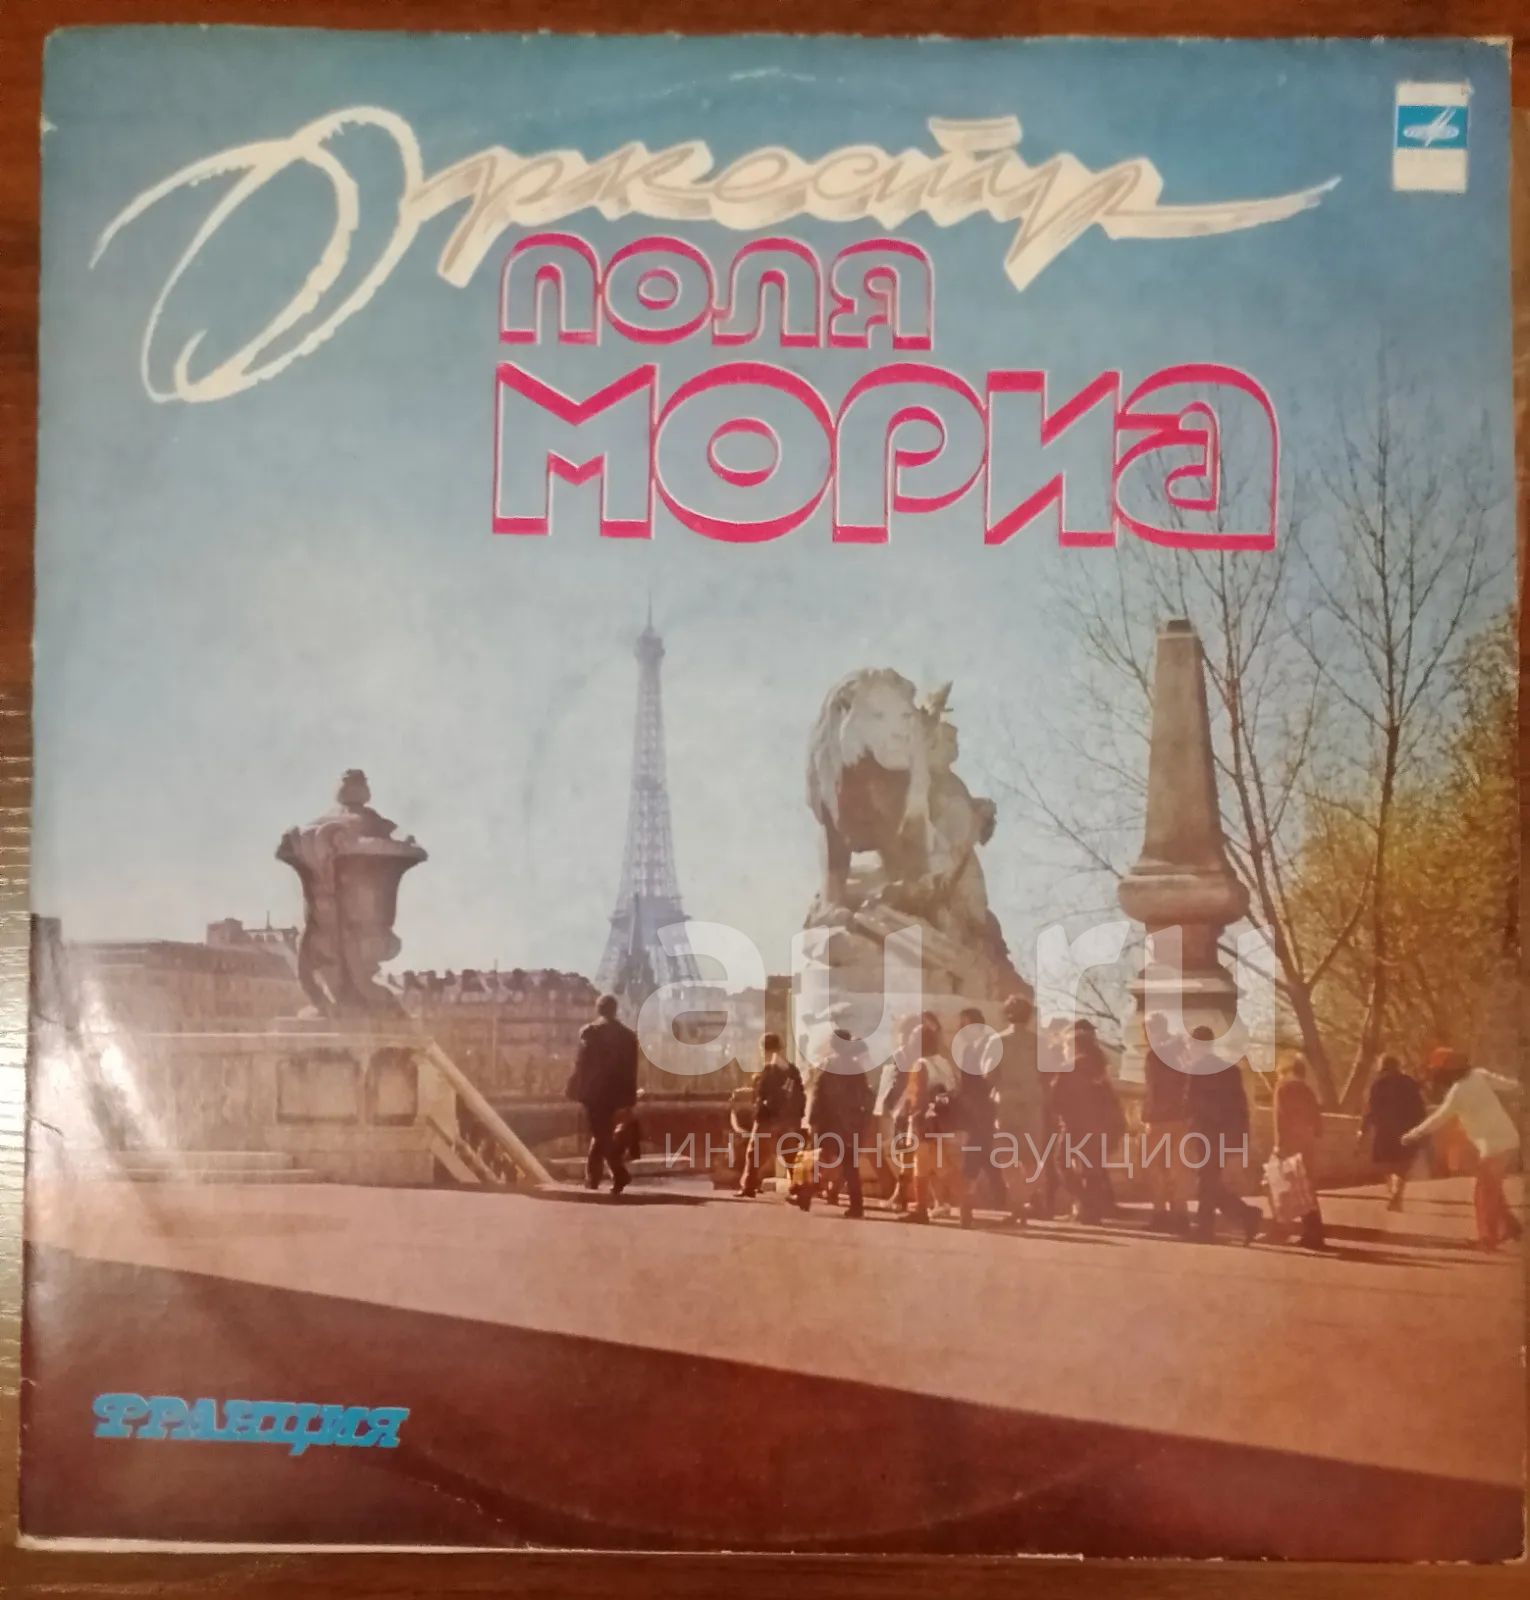 Оркестр
ПОЛЯ
МОРИА
au.ru
интернет-аукцион
ФРАНЦИЯ